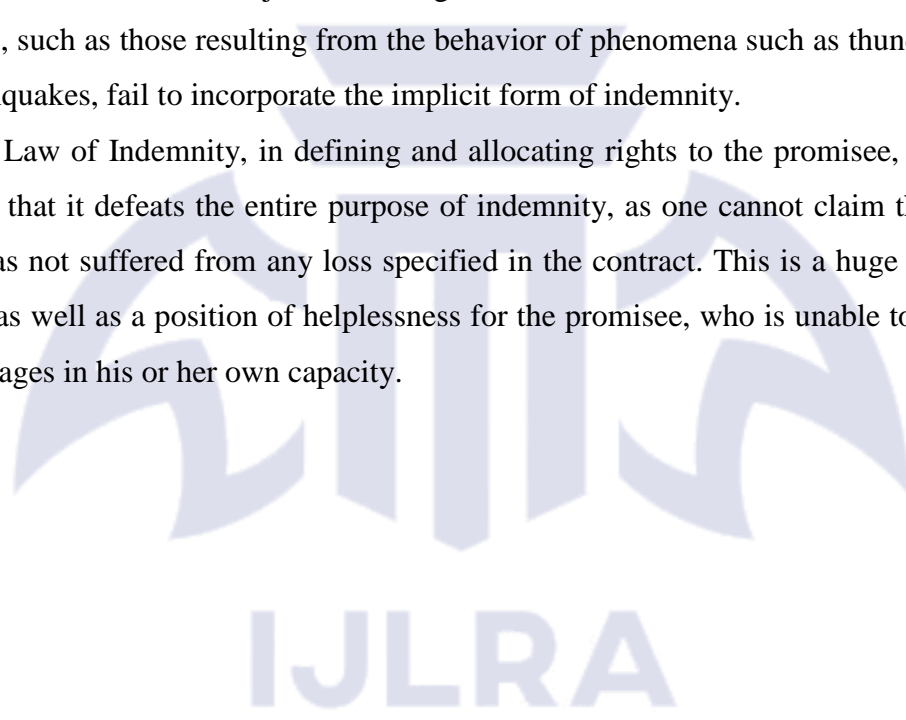 , such as those resulting from the behavior of phenomena such as
quakes, fail to incorporate the implicit form of indemnity.
Law of Indemnity, in defining and allocating rights to the promisee,
that it defeats the entire purpose of indemnity, as one cannot claim
as not suffered from any loss specified in the contract. This is a huge
as well as a position of helplessness for the promisee, who is unable to
ages in his or her own capacity.
IJLRA